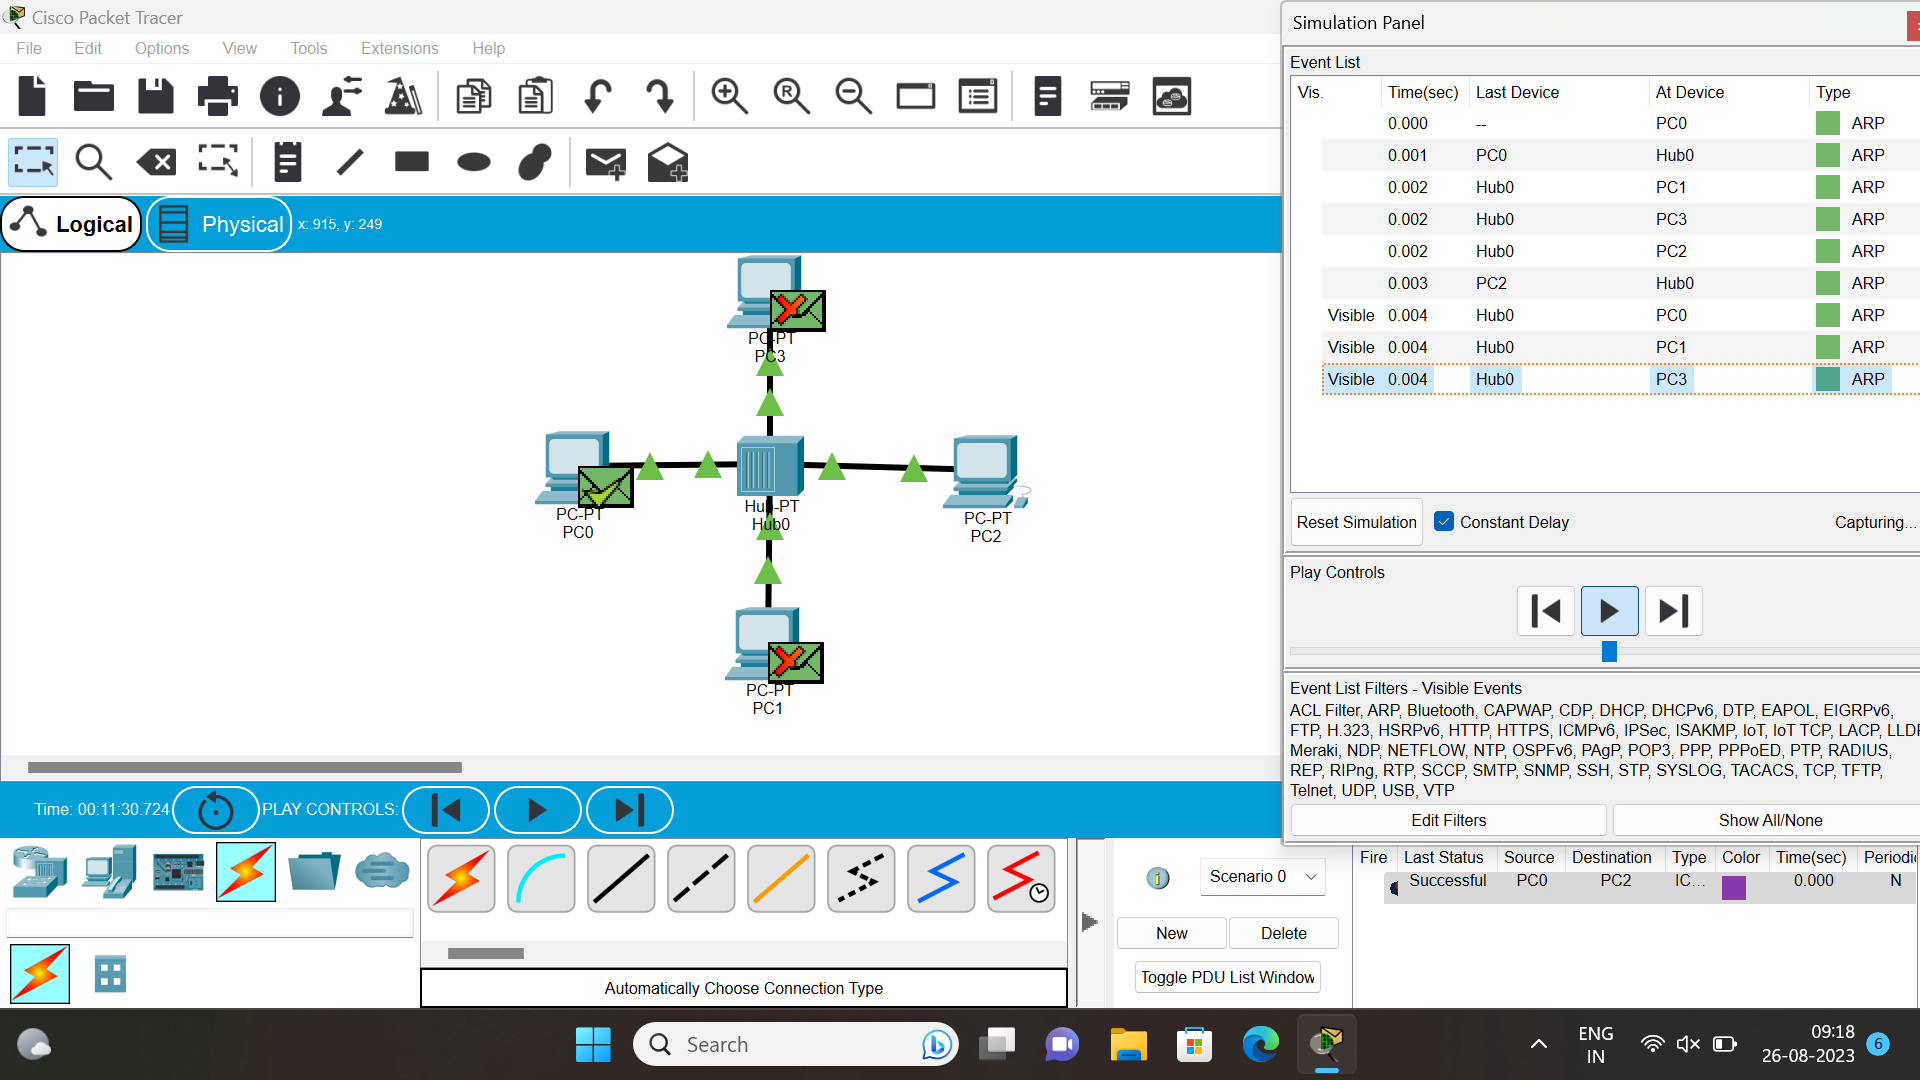 Cisco Packet Tracer
File Edit Options View Tools Extensions Help
Logical
Physical
x: 915, y: 249
PC-PT
PC3
PC-PT
PC0
Hub-PT
Hub0
PC-PT
PC2
PC-PT
PC1
Simulation Panel
Event List
Vis. Time(sec) Last Device At Device Type
0.000 -- PC0 ARP
0.001 PC0 Hub0 ARP
0.002 Hub0 PC1 ARP
0.002 Hub0 PC3 ARP
0.002 Hub0 PC2 ARP
0.003 PC2 Hub0 ARP
Visible 0.004 Hub0 PC0 ARP
Visible 0.004 Hub0 PC1 ARP
Visible 0.004 Hub0 PC3 ARP
Reset Simulation Constant Delay Capturing...
Play Controls
Event List Filters - Visible Events
ACL Filter, ARP, Bluetooth, CAPWAP, CDP, DHCP, DHCPv6, DTP, EAPOL, EIGRPv6,
FTP, H.323, HSRPv6, HTTP, HTTPS, ICMPv6, IPSec, ISAKMP, IoT, IoT TCP, LACP, LLDP
Meraki, NDP, NETFLOW, NTP, OSPFv6, PAgP, POP3, PPP, PPPoED, PTP, RADIUS,
REP, RIPng, RTP, SCCP, SMTP, SNMP, SSH, STP, SYSLOG, TACACS, TCP, TFTP,
Telnet, UDP, USB, VTP
Edit Filters Show All/None
Time: 00:11:30.724 PLAY CONTROLS:
Automatically Choose Connection Type
Scenario 0
New Delete
Toggle PDU List Window
Fire Last Status Source Destination Type Color Time(sec) Periodic
Successful PC0 PC2 IC... 0.000 N
Search
ENG
IN
09:18
26-08-2023
6